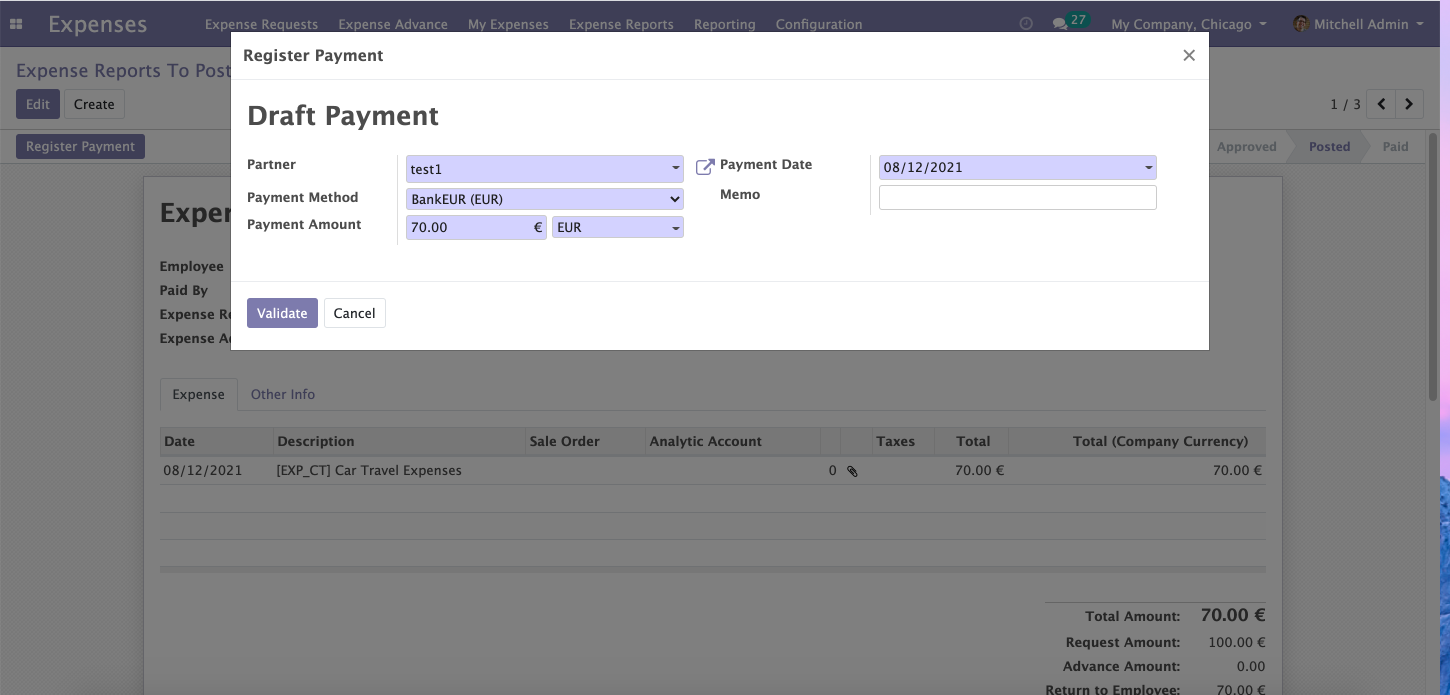 Expenses Expense Requests Expense Advance My Expenses Expense Reports Reporting Configuration 27 My Company, Chicago Mitchell Admin
Register Payment ×
Expense Reports To Post
Edit Create 1 / 3
Draft Payment
Register Payment Approved Posted Paid
Partner test1 Payment Date 08/12/2021
Payment Method BankEUR (EUR) Memo
Payment Amount 70.00 € EUR
Employee
Paid By
Validate Cancel
Expense
Expense
Expense Other Info
Date Description Sale Order Analytic Account Taxes Total Total (Company Currency)
08/12/2021 [EXP_CT] Car Travel Expenses 0 70.00 € 70.00 €
Total Amount: 70.00 €
Request Amount: 100.00 €
Advance Amount: 0.00
Return to Employee: 70.00 €